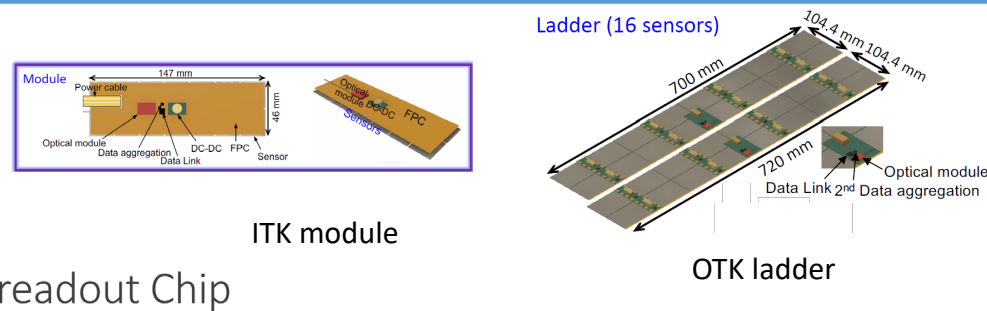 Module
147 mm
Power cable
46 mm
Optical module
Data aggregation
Data Link
DC-DC
FPC
Sensor
Optical
module DC-DC
FPC
Sensors
ITK module
Ladder (16 sensors)
104.4 mm
104.4 mm
700 mm
720 mm
Optical module
Data Link 2nd Data aggregation
OTK ladder
readout Chip